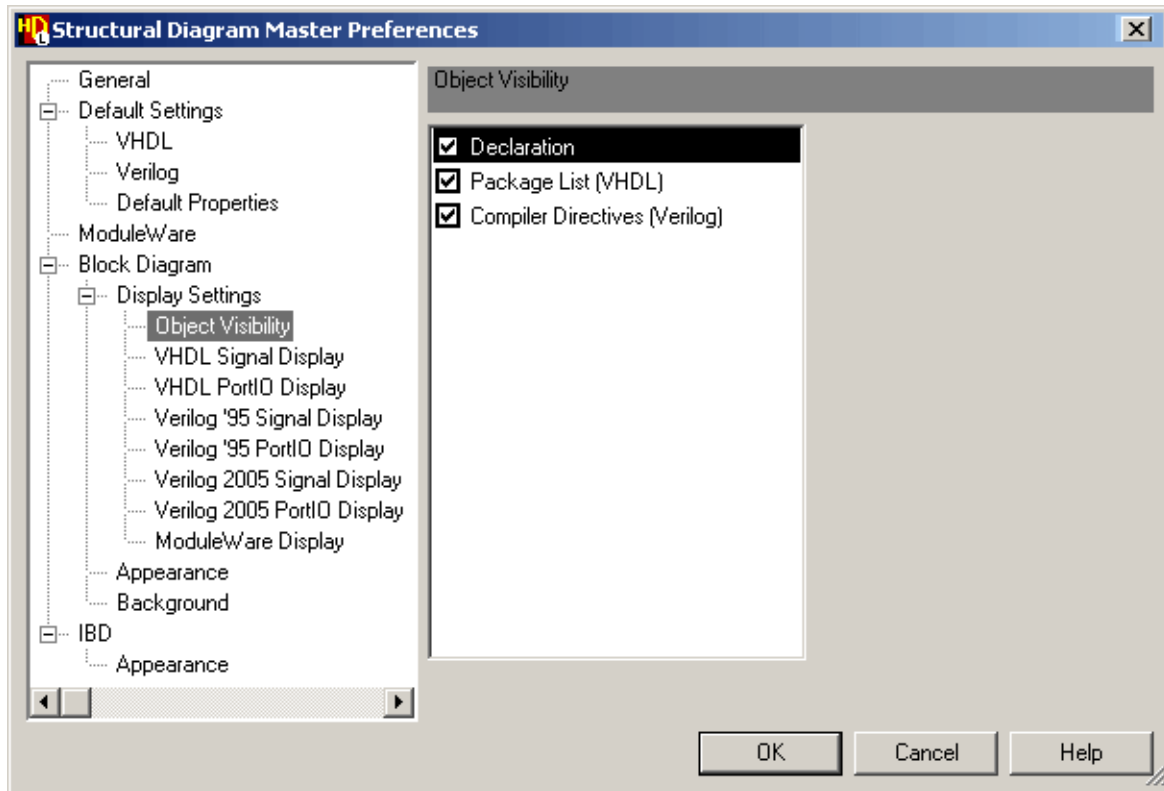 HDL Structural Diagram Master Preferences
General
Default Settings
VHDL
Verilog
Default Properties
ModuleWare
Block Diagram
Display Settings
Object Visibility
VHDL Signal Display
VHDL PortIO Display
Verilog '95 Signal Display
Verilog '95 PortIO Display
Verilog 2005 Signal Display
Verilog 2005 PortIO Display
ModuleWare Display
Appearance
Background
IBD
Appearance
Object Visibility
Declaration
Package List (VHDL)
Compiler Directives (Verilog)
OK
Cancel
Help